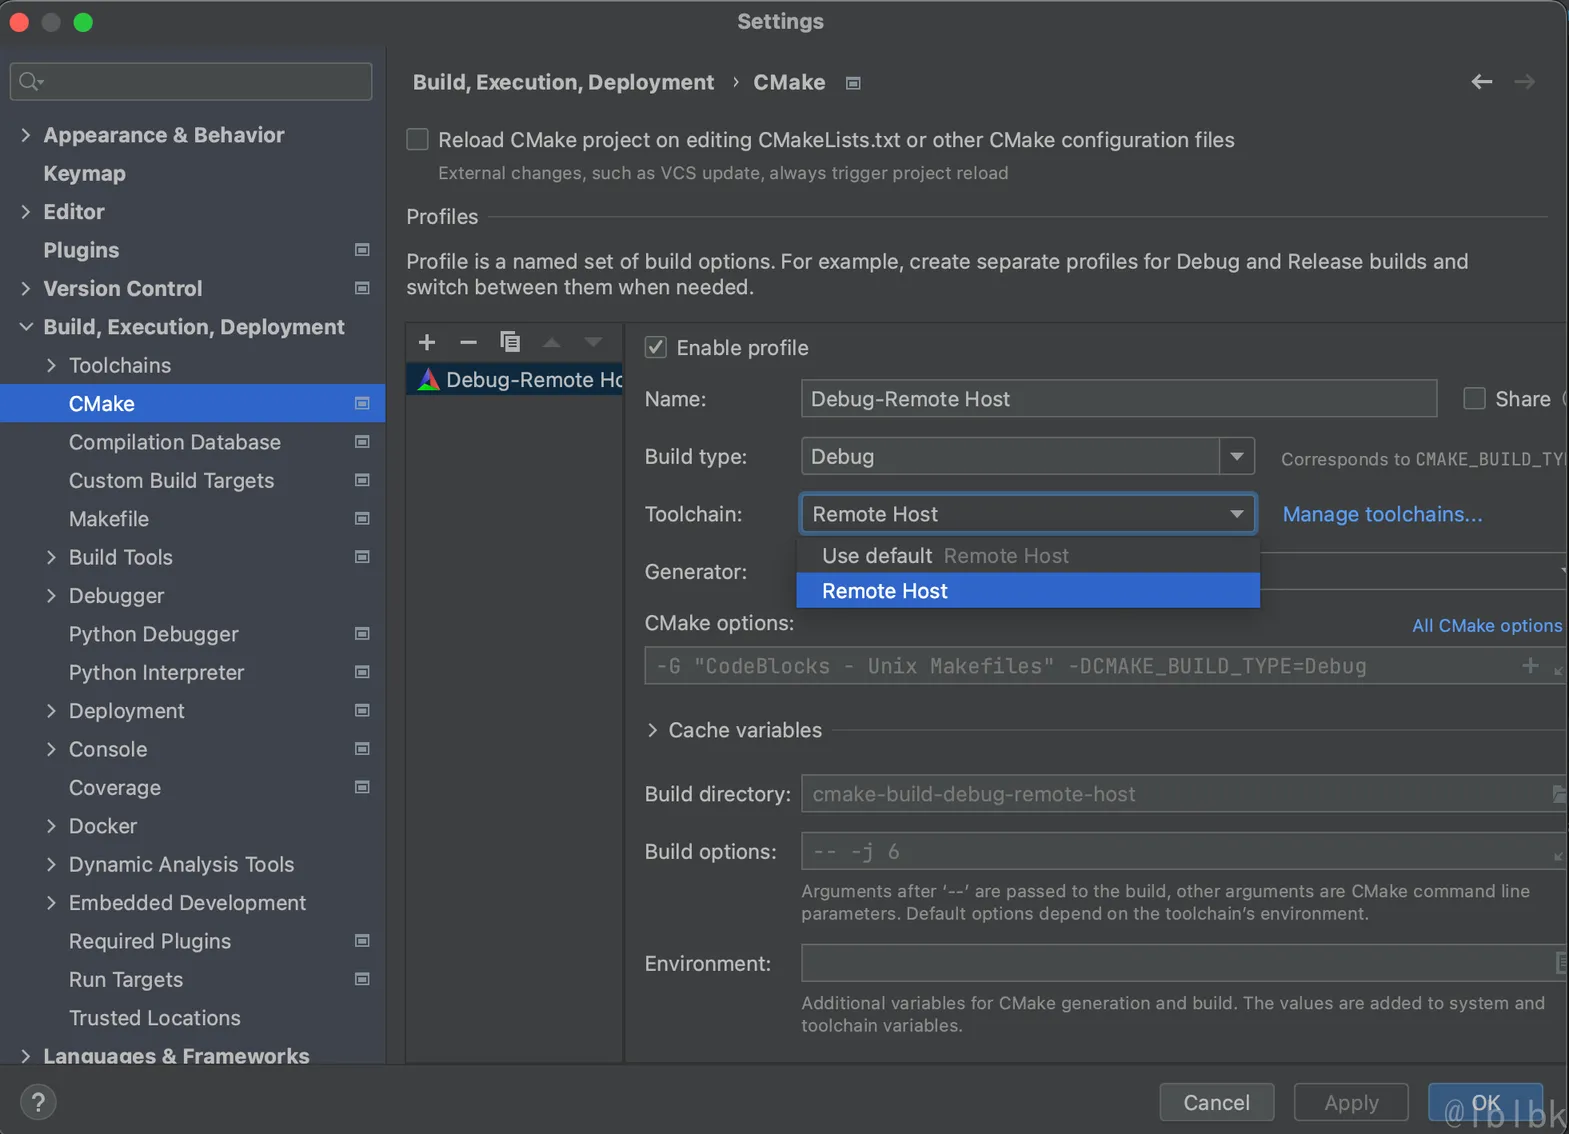 Settings
Build, Execution, Deployment › CMake
Appearance & Behavior
Keymap
Editor
Plugins
Version Control
Build, Execution, Deployment
Toolchains
CMake
Compilation Database
Custom Build Targets
Makefile
Build Tools
Debugger
Python Debugger
Python Interpreter
Deployment
Console
Coverage
Docker
Dynamic Analysis Tools
Embedded Development
Required Plugins
Run Targets
Trusted Locations
Languages & Frameworks
Reload CMake project on editing CMakeLists.txt or other CMake configuration files
External changes, such as VCS update, always trigger project reload
Profiles
Profile is a named set of build options. For example, create separate profiles for Debug and Release builds and
switch between them when needed.
Debug-Remote Ho
Enable profile
Name: Debug-Remote Host Share
Build type: Debug Corresponds to CMAKE_BUILD_TY
Toolchain: Remote Host Manage toolchains...
Use default Remote Host
Remote Host
Generator:
CMake options: All CMake options
-G "CodeBlocks - Unix Makefiles" -DCMAKE_BUILD_TYPE=Debug
Cache variables
Build directory: cmake-build-debug-remote-host
Build options: -- -j 6
Arguments after ‘--’ are passed to the build, other arguments are CMake command line
parameters. Default options depend on the toolchain’s environment.
Environment:
Additional variables for CMake generation and build. The values are added to system and
toolchain variables.
? Cancel Apply OK